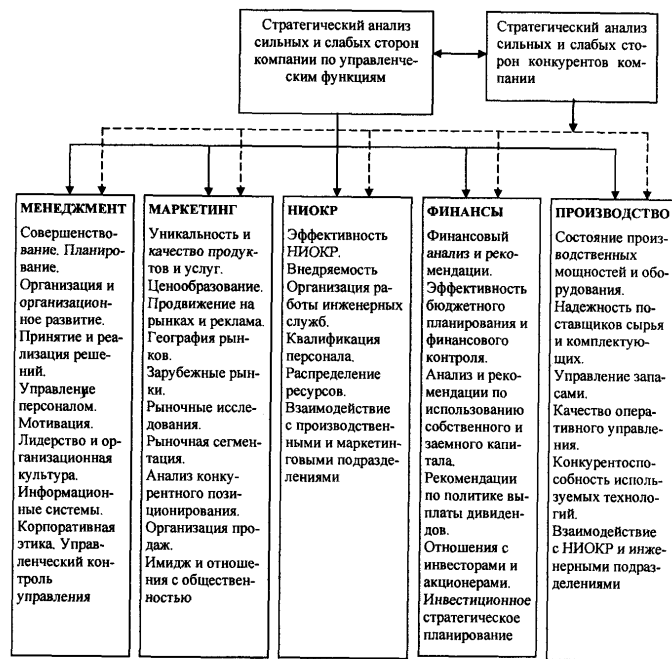 Стратегический анализ
сильных и слабых сторон
компании по управленче-
ским функциям
Стратегический анализ
сильных и слабых сто-
рон конкурентов ком-
пании
МЕНЕДЖМЕНТ
Совершенство-
вание. Планиро-
вание.
Организация и
организацион-
ное развитие.
Принятие и реа-
лизация реше-
ний.
Управление
персоналом.
Мотивация.
Лидерство и ор-
ганизационная
культура.
Информацион-
ные системы.
Корпоративная
этика. Управ-
ленческий кон-
троль
управления
МАРКЕТИНГ
Уникальность и
качество продук-
тов и услуг.
Ценообразование.
Продвижение на
рынках и реклама.
География рын-
ков.
Зарубежные рын-
ки.
Рыночные иссле-
дования.
Рыночная сегмен-
тация.
Анализ конку-
рентного пози-
ционирования.
Организация про-
даж.
Имидж и отноше-
ния с обществен-
ностью
НИОКР
Эффективность
НИОКР.
Внедряемость
Организация ра-
боты инженерных
служб.
Квалификация
персонала.
Распределение
ресурсов.
Взаимодействие
с производствен-
ными и маркетин-
говыми подразде-
лениями
ФИНАНСЫ
Финансовый
анализ и реко-
мендации.
Эффективность
бюджетного
планирования и
финансового
контроля.
Анализ и реко-
мендации по
использованию
собственного и
заемного капи-
тала.
Рекомендации
по политике вы-
платы дивиден-
дов.
Отношения с
инвесторами и
акционерами.
Инвестиционное
стратегическое
планирование
ПРОИЗВОДСТВО
Состояние произ-
водственных
мощностей и обо-
рудования.
Надежность по-
ставщиков сырья
и комплектую-
щих.
Управление запа-
сами.
Качество опера-
тивного управле-
ния.
Конкурентоспо-
собность исполь-
зуемых техноло-
гий.
Взаимодействие
с НИОКР и инже-
нерными подраз-
делениями